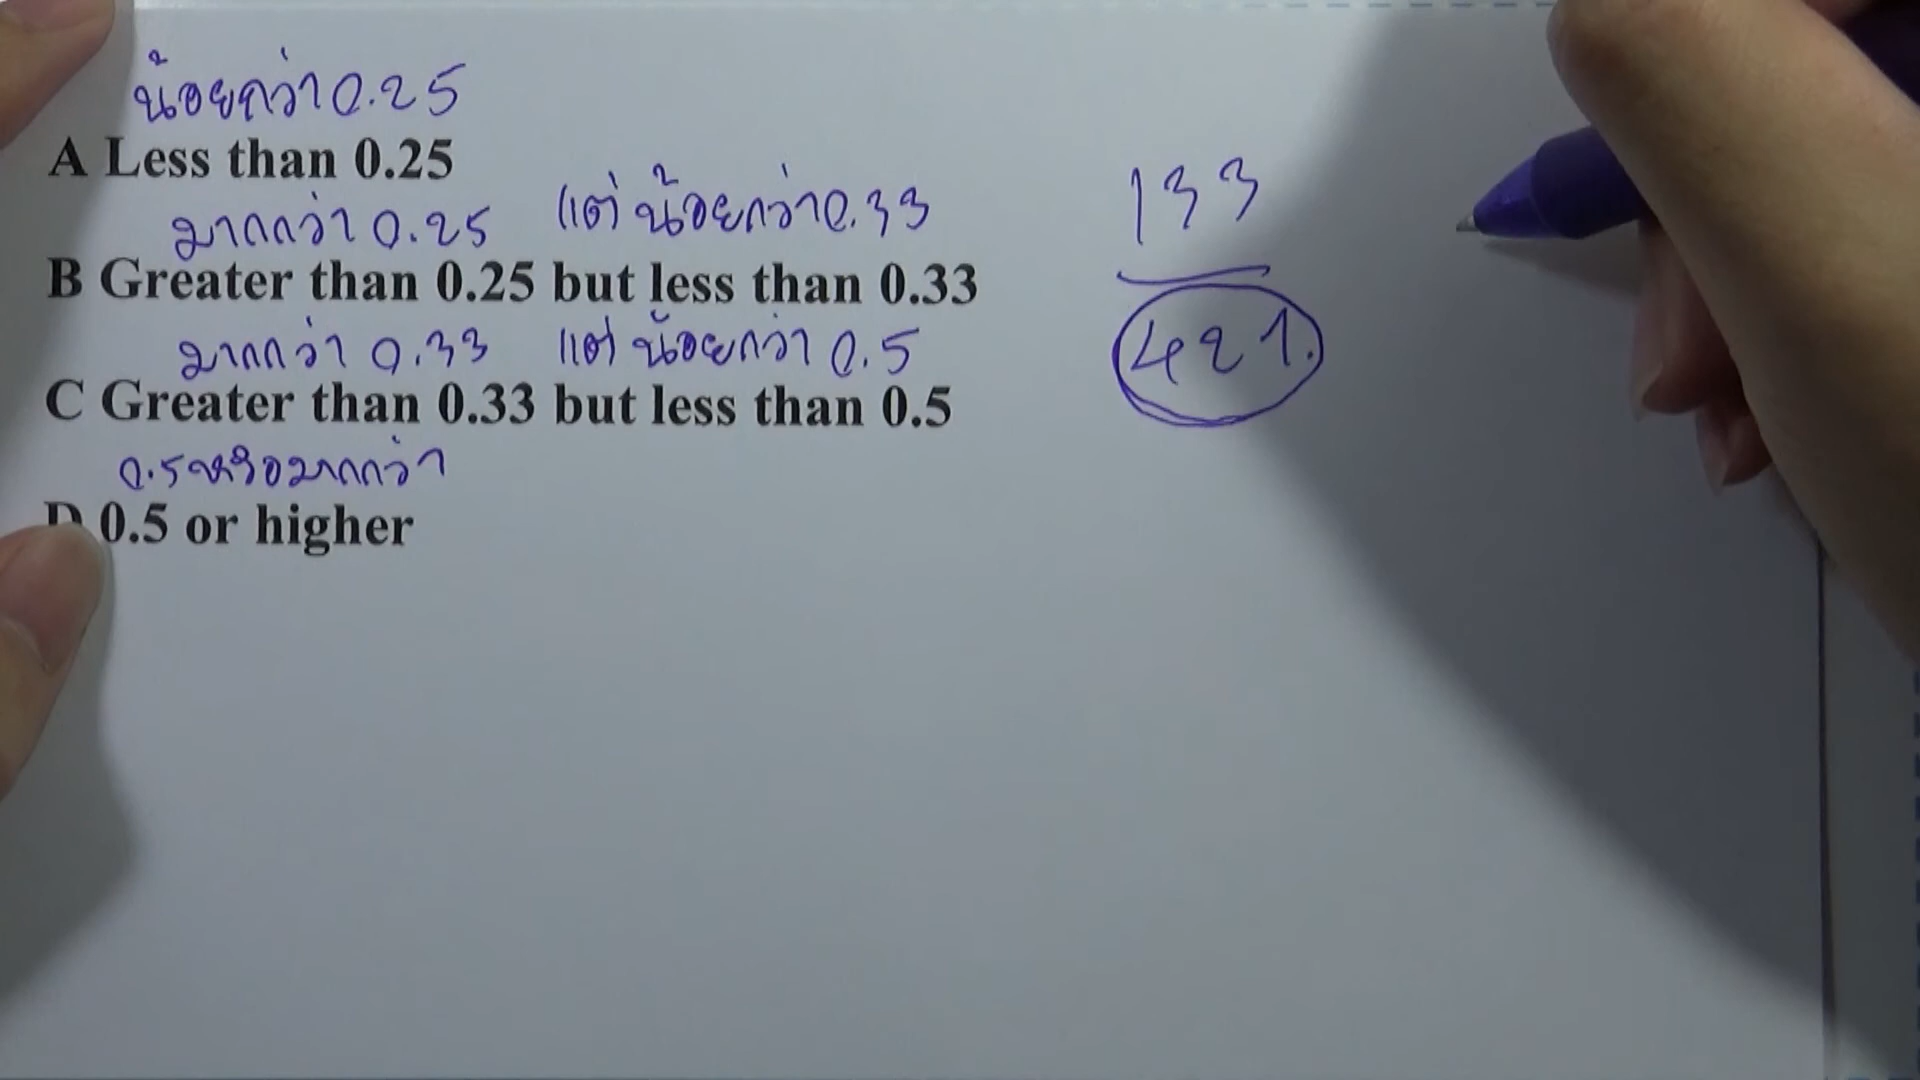 น้อยกว่า 0.25
A Less than 0.25
มากกว่า 0.25 แต่น้อยกว่า 0.33
B Greater than 0.25 but less than 0.33
มากกว่า 0.33 แต่น้อยกว่า 0.5
C Greater than 0.33 but less than 0.5
0.5 หรือมากกว่า
D 0.5 or higher
133
421.